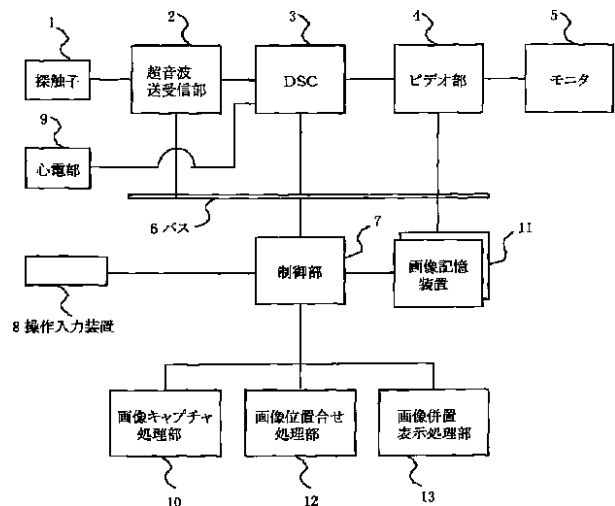 1
2
3
4
5
探触子
超音波
送受信部
DSC
ビデオ部
モニタ
9
心電部
6 バス
7
11
制御部
画像記憶
装置
8 操作入力装置
画像キャプチャ
処理部
画像位置合せ
処理部
画像併置
表示処理部
10
12
13